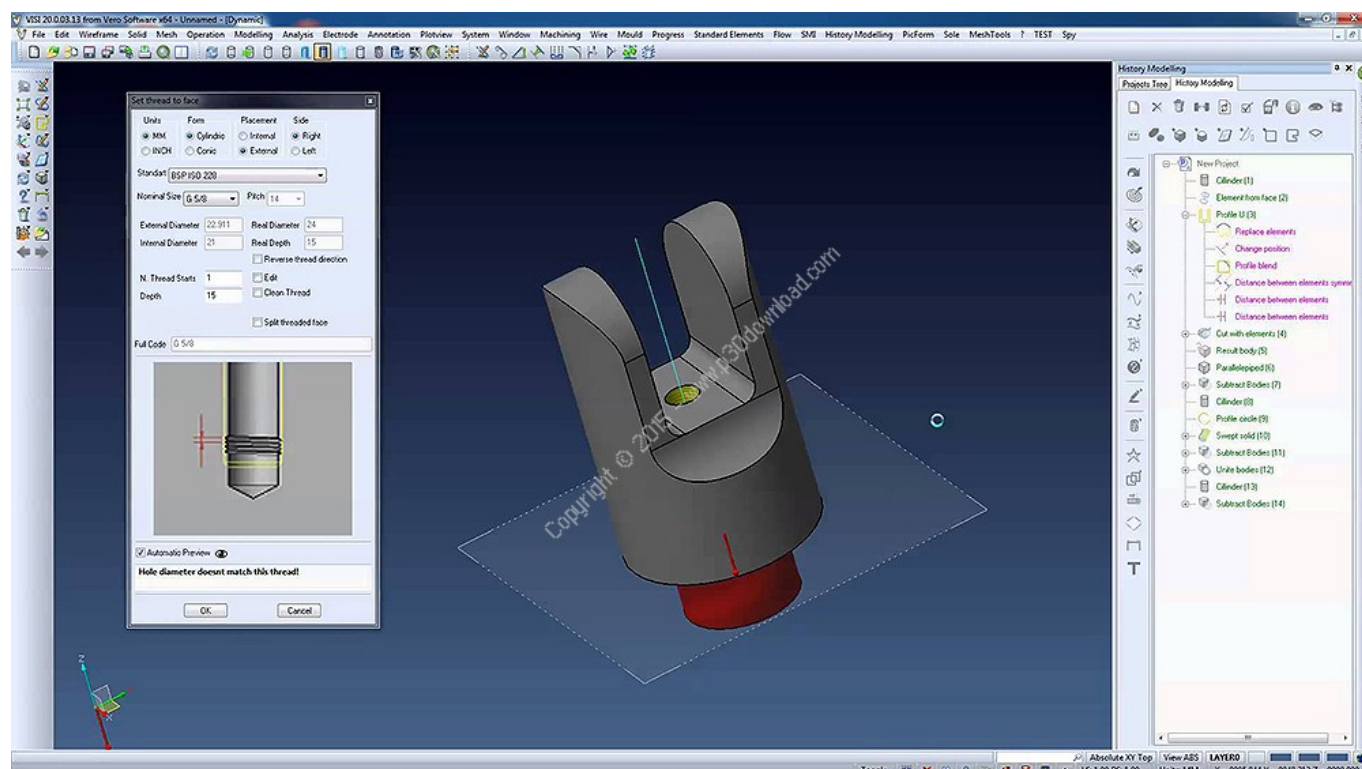 VISI 20.0.03.13 from Vero Software x64 - Unnamed - [Dynamic]
File Edit Wireframe Solid Mesh Operation Modelling Analysis Electrode Annotation Plotview System Window Machining Wire Mould Progress Standard Elements Flow SMI History Modelling PicForm Sole MeshTools ? TEST Spy
Set thread to face
Units Form Placement Side
MM Cylindric Internal Right
INCH Conic External Left
Standart BSP ISO 228
Nominal Size G 5/8 Pitch 14
External Diameter 22.911 Real Diameter 24
Internal Diameter 21 Real Depth 15
Reverse thread direction
N. Thread Starts 1 Edit
Depth 15 Clean Thread
Split threaded face
Full Code G 5/8
Automatic Preview
Hole diameter doesnt match this thread!
OK Cancel
Copyright © 2015 www.p30download.com
Z
X
History Modelling
Projects Tree History Modelling
New Project
Cilinder (1)
Element from face (2)
Profile U (3)
Replace elements
Change position
Profile blend
Distance between elements symme
Distance between elements
Distance between elements
Cut with elements (4)
Result body (5)
Parallelepiped (6)
Subtract Bodies (7)
Cilinder (8)
Profile circle (9)
Swept solid (10)
Subtract Bodies (11)
Unite bodies (12)
Cilinder (13)
Subtract Bodies (14)
Absolute XY Top View ABS LAYER0